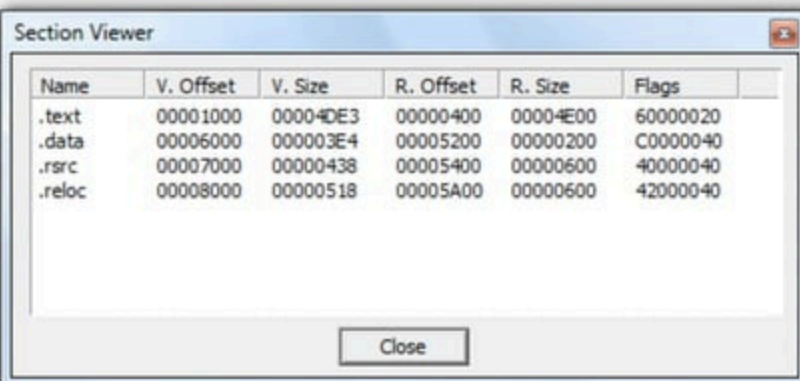 Section Viewer
Name V. Offset V. Size R. Offset R. Size Flags
.text 00001000 00004DE3 00000400 00004E00 60000020
.data 00006000 000003E4 00005200 00000200 C0000040
.rsrc 00007000 00000438 00005400 00000600 40000040
.reloc 00008000 00000518 00005A00 00000600 42000040
Close